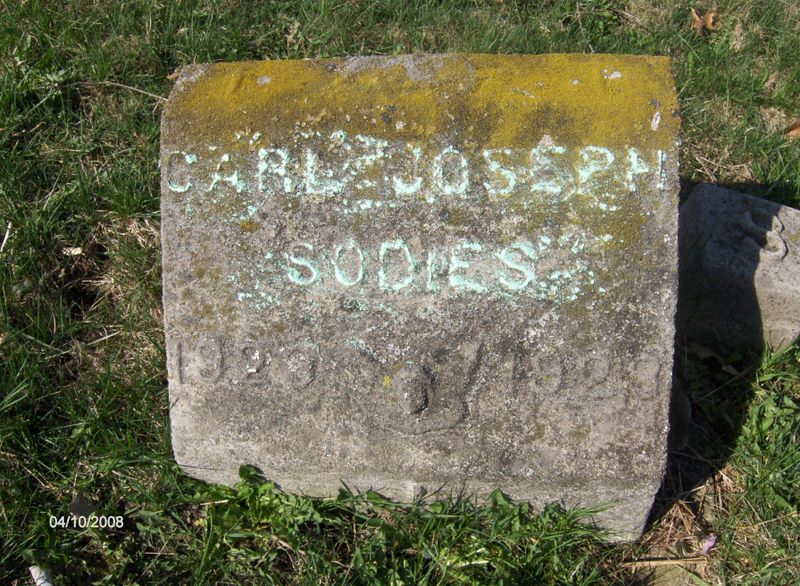 CARL JOSEPH
SODIES
04/10/2008